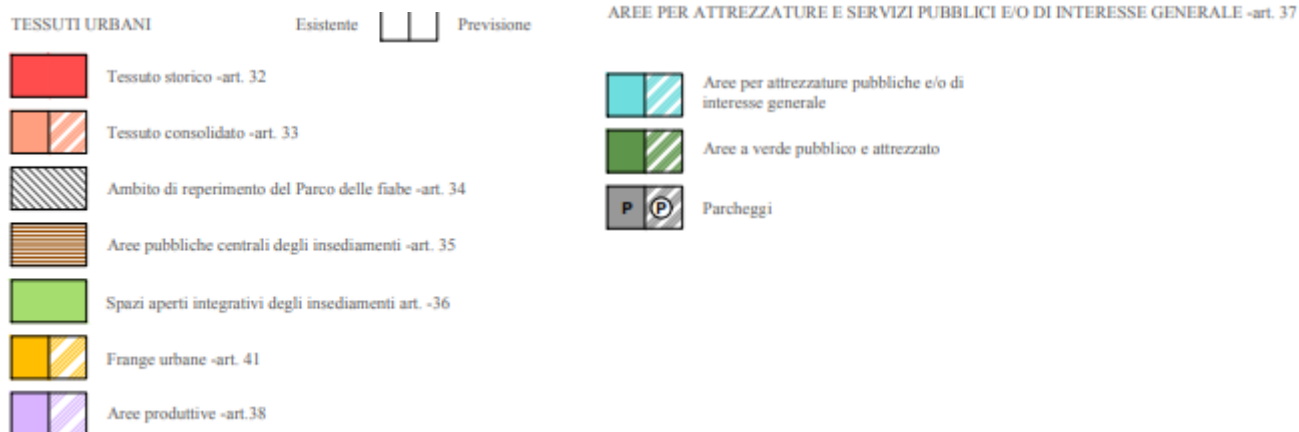 TESSUTI URBANI
Esistente
Previsione
Tessuto storico -art. 32
Tessuto consolidato -art. 33
Ambito di reperimento del Parco delle fiabe -art. 34
Aree pubbliche centrali degli insediamenti -art. 35
Spazi aperti integrativi degli insediamenti art. -36
Frange urbane -art. 41
Aree produttive -art.38
AREE PER ATTREZZATURE E SERVIZI PUBBLICI E/O DI INTERESSE GENERALE -art. 37
Aree per attrezzature pubbliche e/o di
interesse generale
Aree a verde pubblico e attrezzato
P P Parcheggi